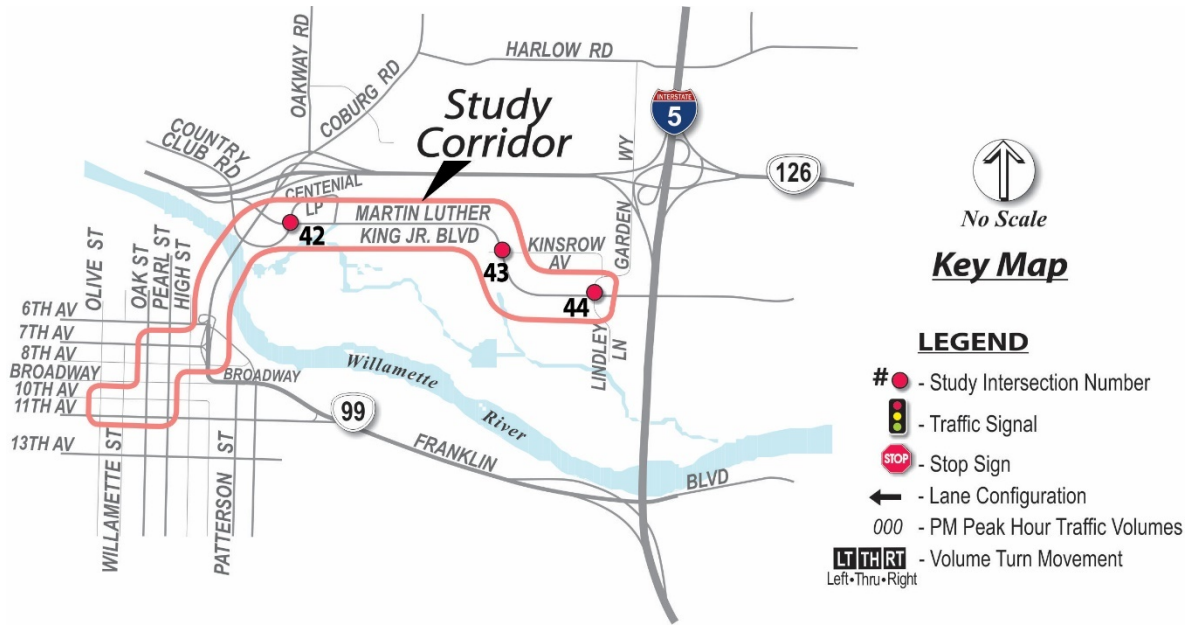 HARLOW RD
OAKWAY RD
COBURG RD
Study
Corridor
INTERSTATE
5
COUNTRY
CLUB RD
126
CENTENIAL
LP
MARTIN LUTHER
KING JR. BLVD
42
43
KINSROW
AV
GARDEN WY
44
LINDLEY
LN
OLIVE ST
OAK ST
PEARL ST
HIGH ST
6TH AV
7TH AV
8TH AV
BROADWAY
10TH AV
11TH AV
13TH AV
BROADWAY
Willamette
River
99
FRANKLIN
BLVD
WILLAMETTE ST
PATTERSON ST
No Scale
Key Map
LEGEND
# - Study Intersection Number
- Traffic Signal
STOP - Stop Sign
- Lane Configuration
000 - PM Peak Hour Traffic Volumes
LT TH RT - Volume Turn Movement
Left•Thru•Right